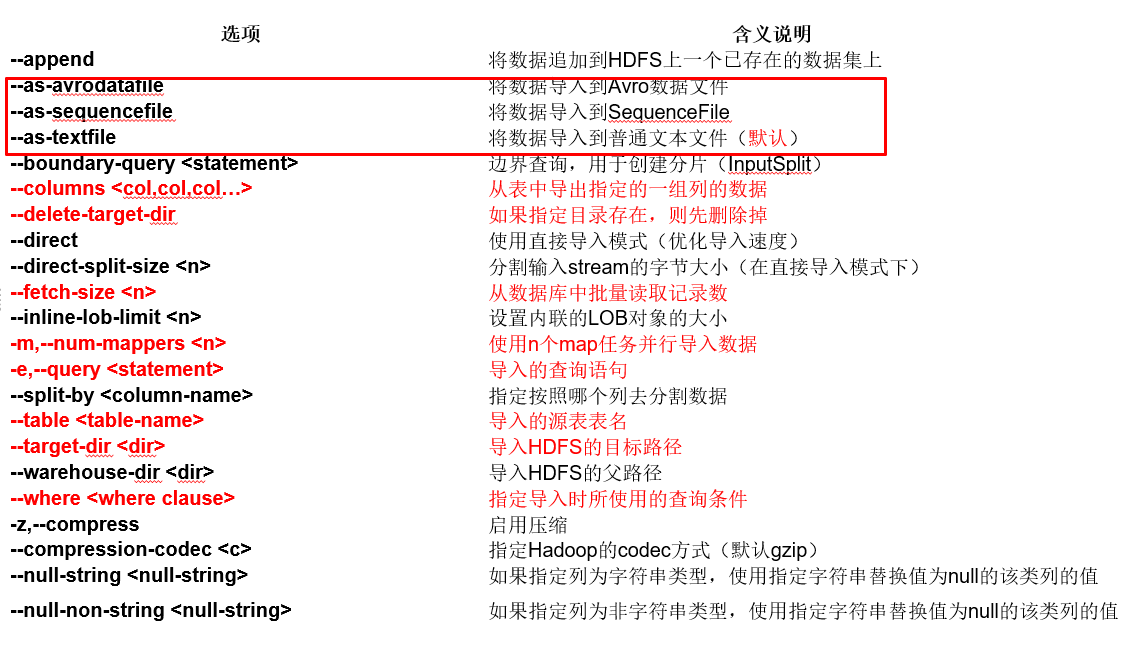 选项 含义说明
--append 将数据追加到HDFS上一个已存在的数据集上
--as-avrodatafile 将数据导入到Avro数据文件
--as-sequencefile 将数据导入到SequenceFile
--as-textfile 将数据导入到普通文本文件（默认）
--boundary-query <statement> 边界查询，用于创建分片（InputSplit）
--columns <col,col,col…> 从表中导出指定的一组列的数据
--delete-target-dir 如果指定目录存在，则先删除掉
--direct 使用直接导入模式（优化导入速度）
--direct-split-size <n> 分割输入stream的字节大小（在直接导入模式下）
--fetch-size <n> 从数据库中批量读取记录数
--inline-lob-limit <n> 设置内联的LOB对象的大小
-m,--num-mappers <n> 使用n个map任务并行导入数据
-e,--query <statement> 导入的查询语句
--split-by <column-name> 指定按照哪个列去分割数据
--table <table-name> 导入的源表表名
--target-dir <dir> 导入HDFS的目标路径
--warehouse-dir <dir> 导入HDFS的父路径
--where <where clause> 指定导入时所使用的查询条件
-z,--compress 启用压缩
--compression-codec <c> 指定Hadoop的codec方式（默认gzip）
--null-string <null-string> 如果指定列为字符串类型，使用指定字符串替换值为null的该类列的值
--null-non-string <null-string> 如果指定列为非字符串类型，使用指定字符串替换值为null的该类列的值